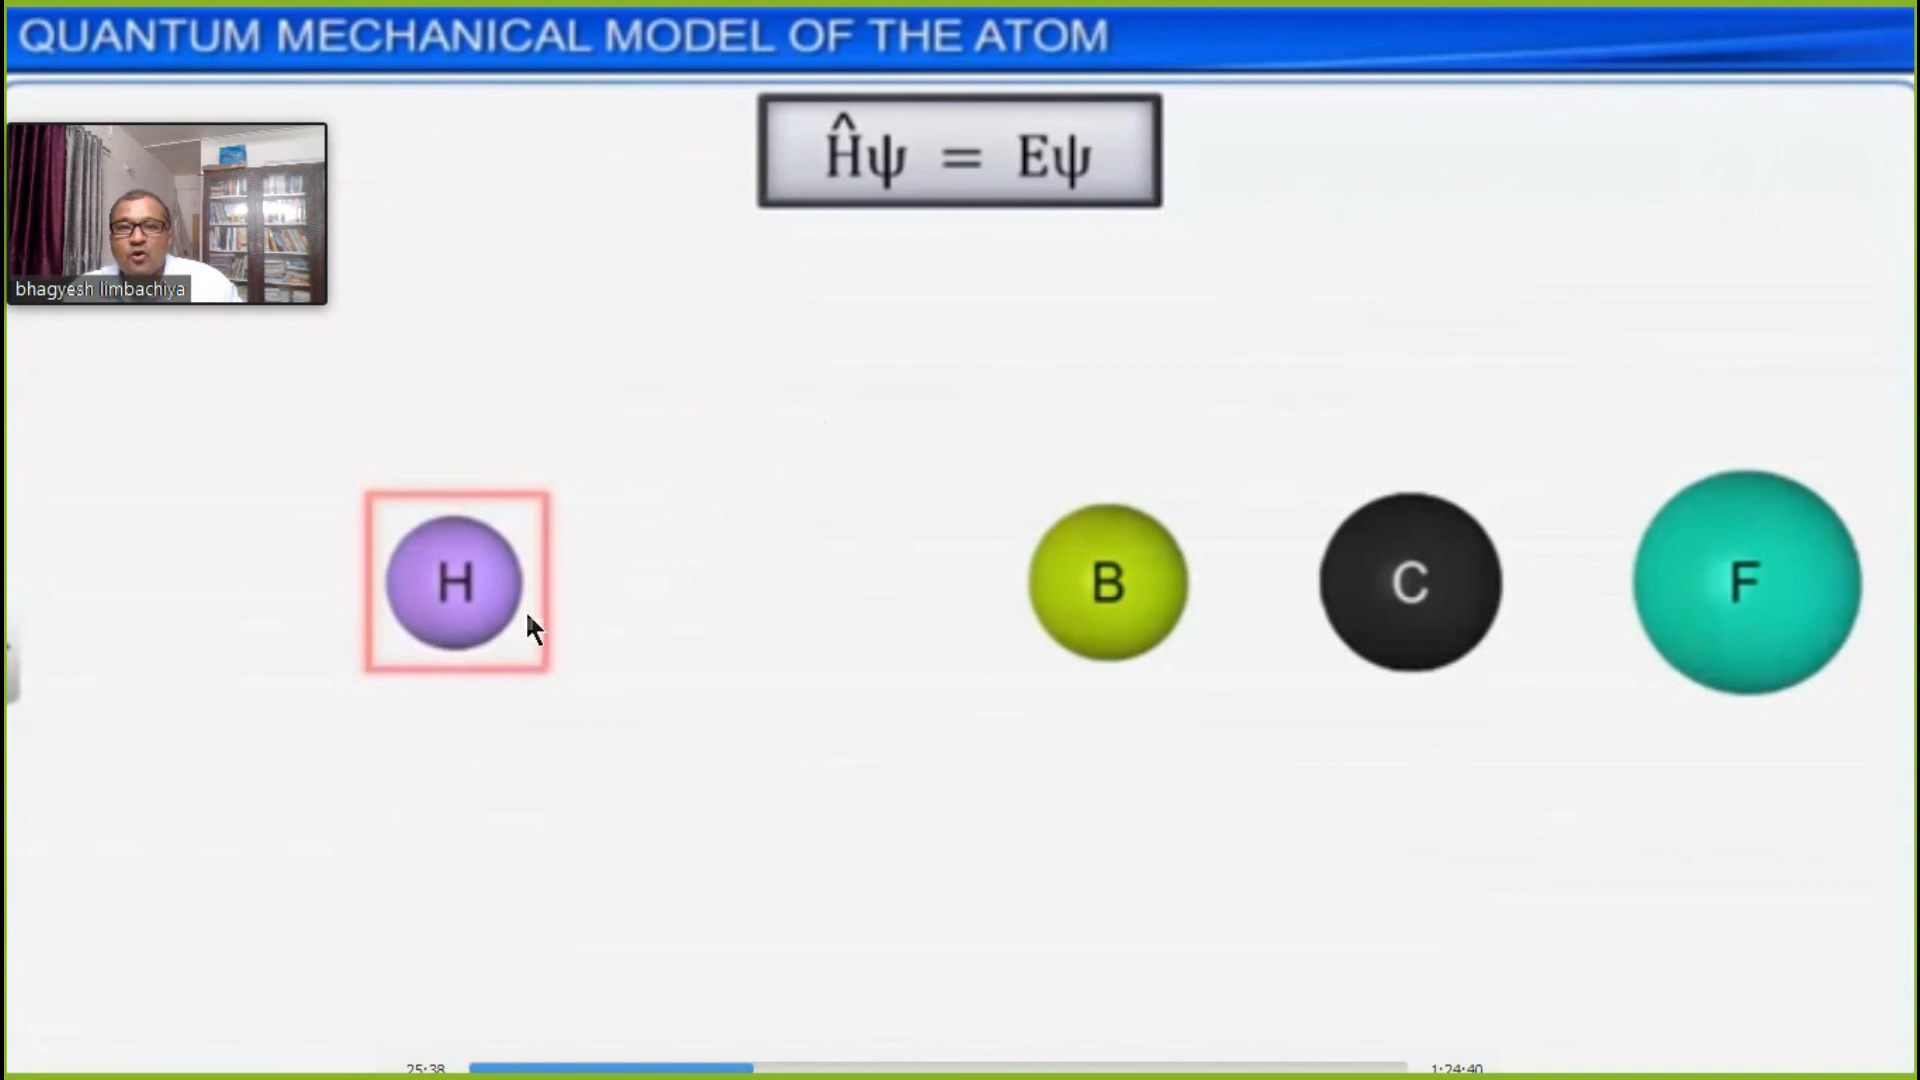 QUANTUM MECHANICAL MODEL OF THE ATOM
Ĥψ = Eψ
bhagyesh limbachiya
H B C F
25:38 1:24:40